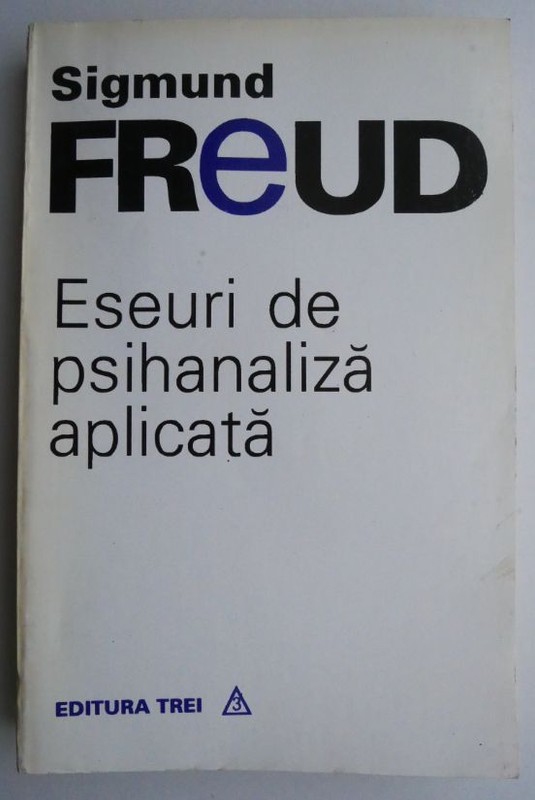 Sigmund
FReUD
Eseuri de
psihanaliză
aplicată
EDITURA TREI 3